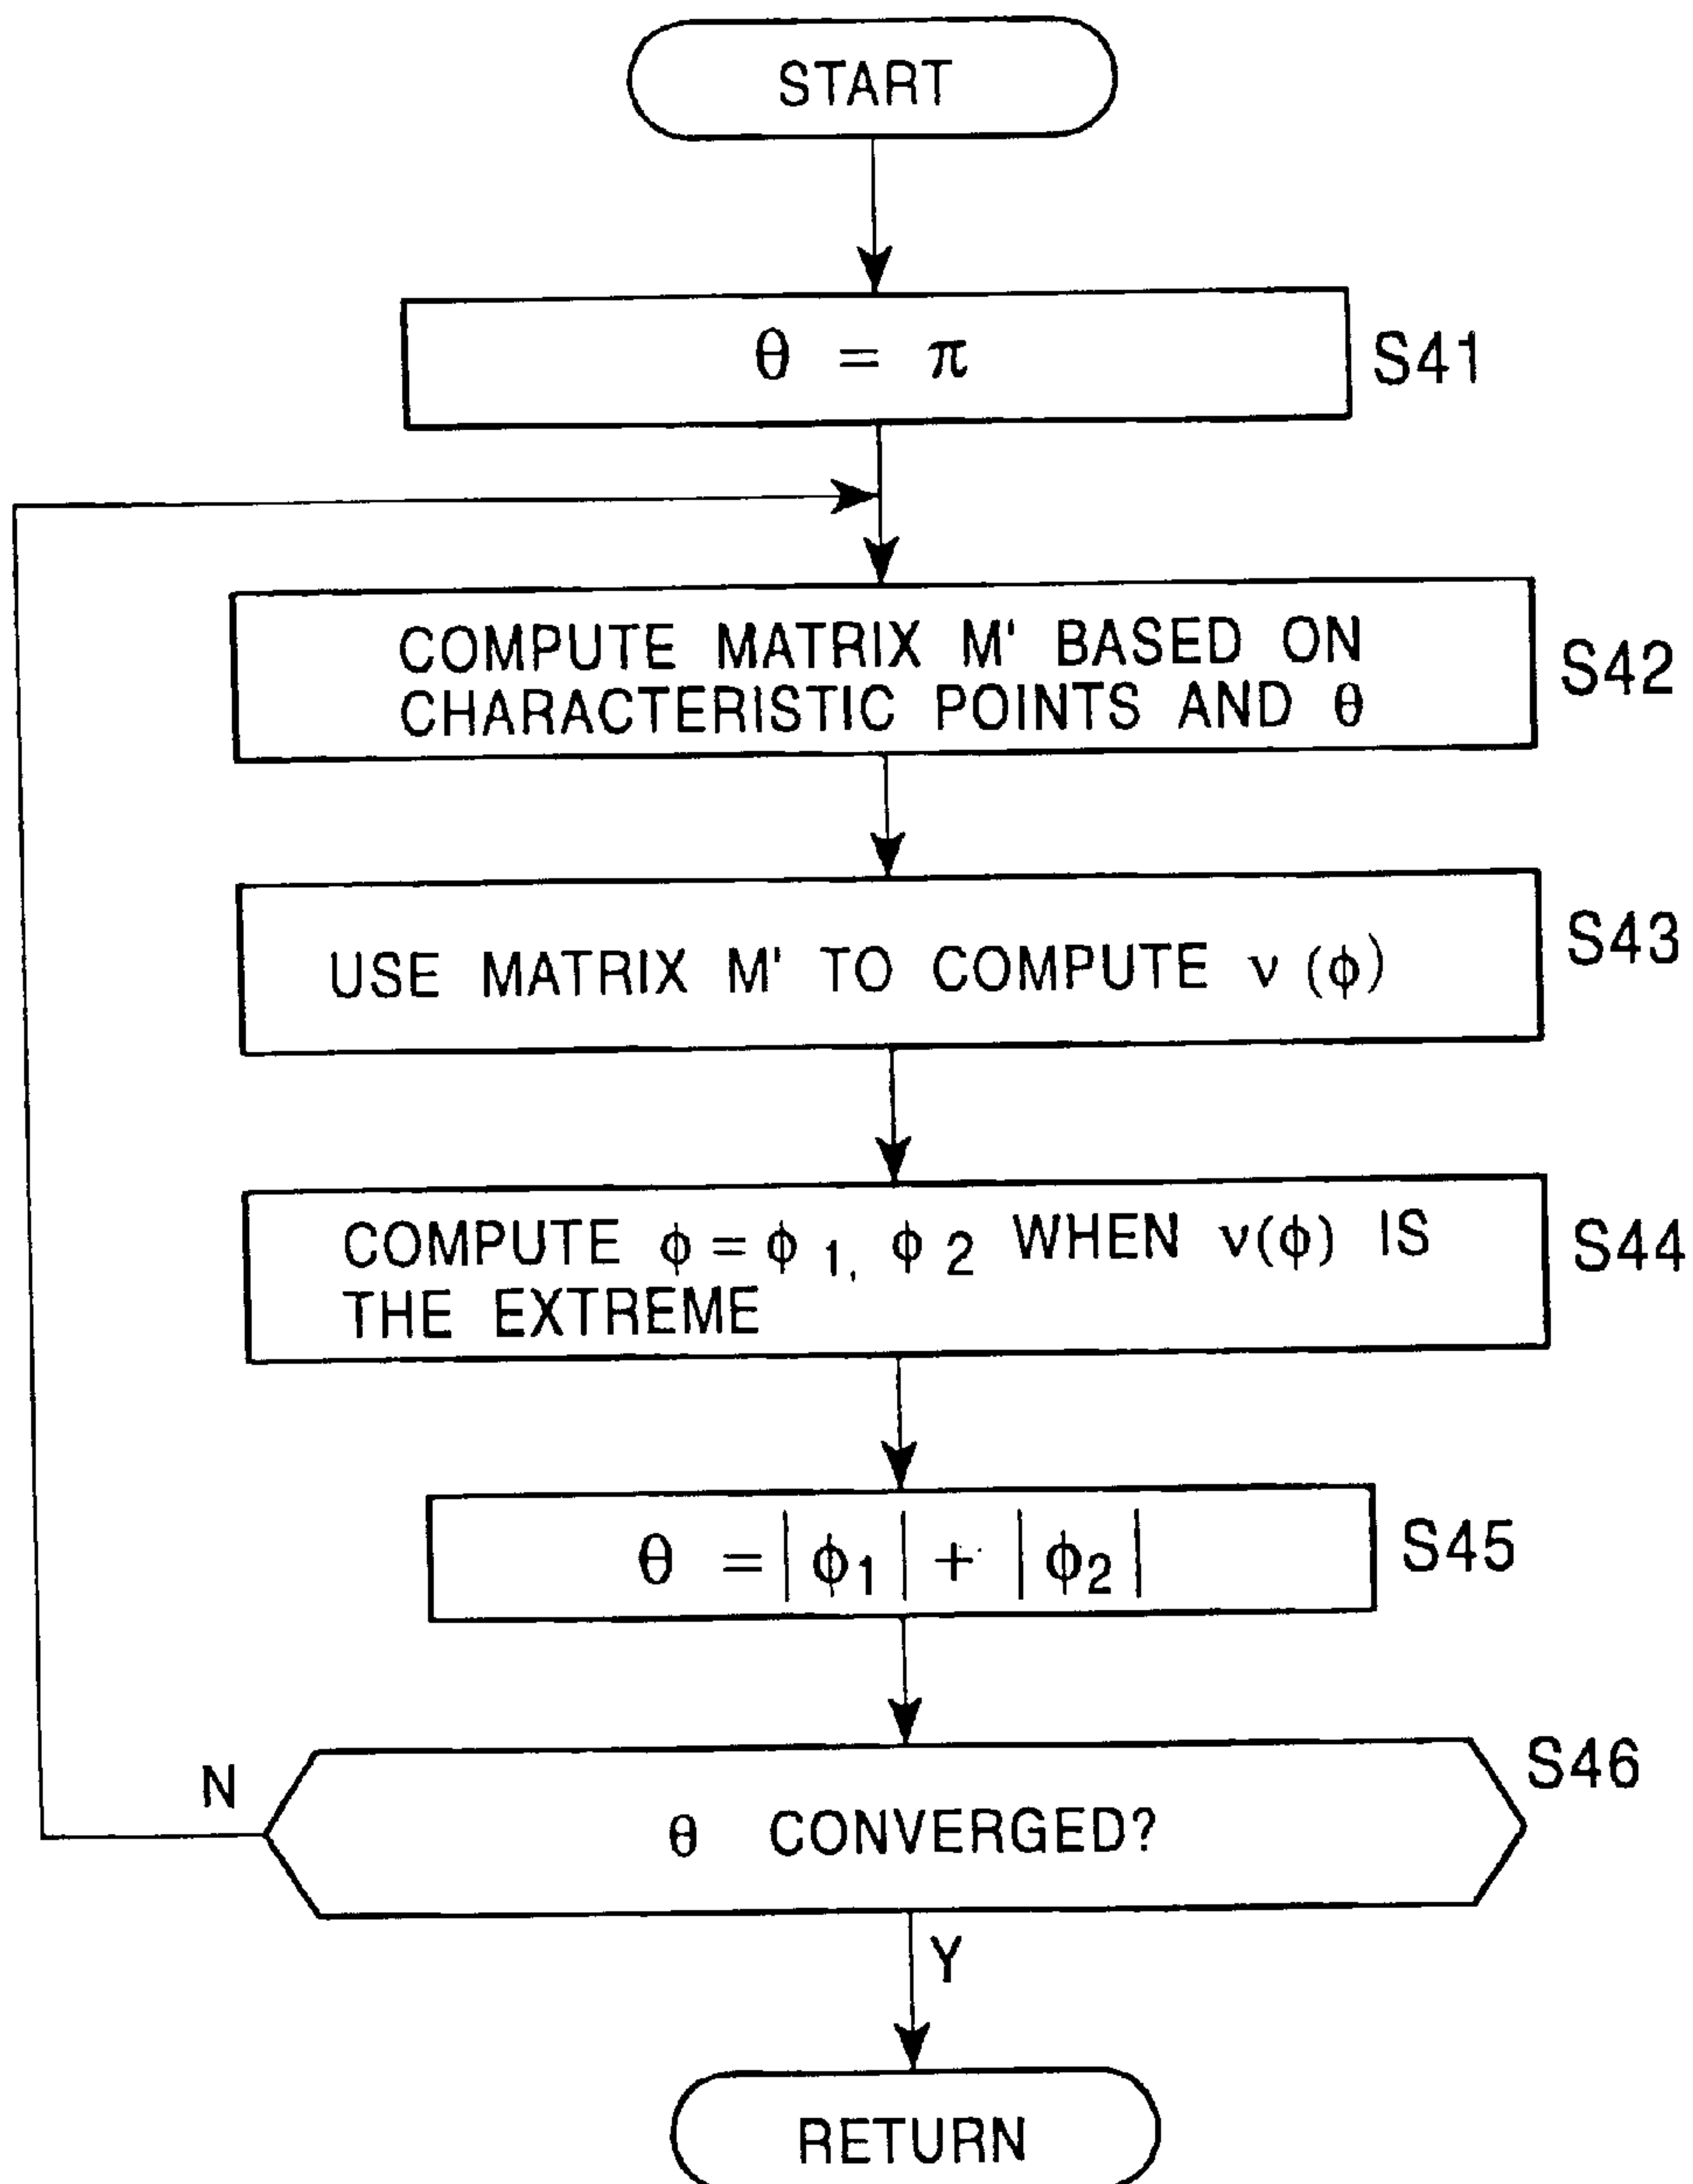 START
θ = π
S41
COMPUTE MATRIX M' BASED ON
CHARACTERISTIC POINTS AND θ
S42
USE MATRIX M' TO COMPUTE ν (ϕ)
S43
COMPUTE ϕ = ϕ 1, ϕ 2 WHEN ν(ϕ) IS
THE EXTREME
S44
θ = |ϕ1| + |ϕ2|
S45
θ CONVERGED?
S46
N
Y
RETURN